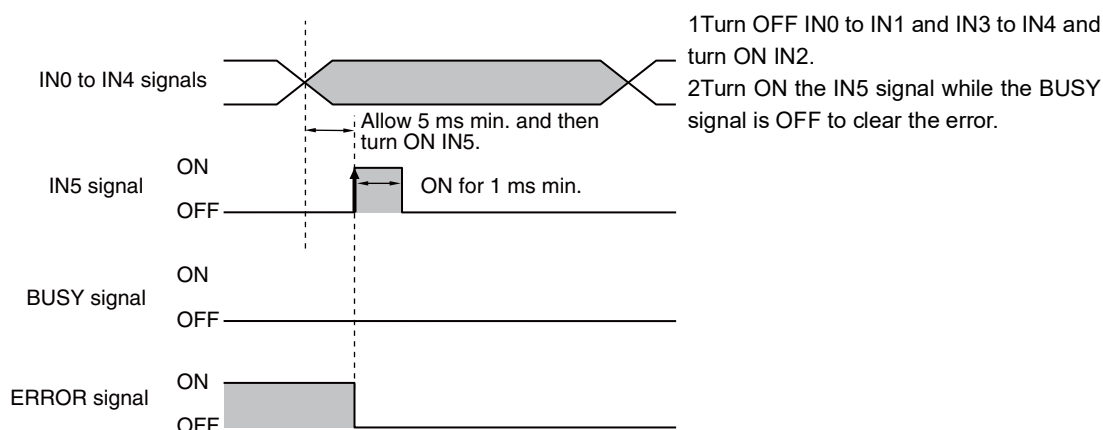 1Turn OFF IN0 to IN1 and IN3 to IN4 and
turn ON IN2.
2Turn ON the IN5 signal while the BUSY
signal is OFF to clear the error.
IN0 to IN4 signals
Allow 5 ms min. and then
turn ON IN5.
ON
IN5 signal
ON for 1 ms min.
OFF
ON
BUSY signal
OFF
ON
ERROR signal
OFF